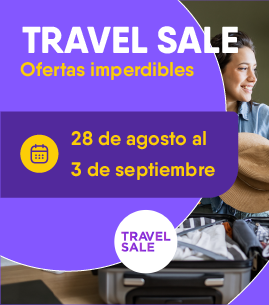 TRAVEL SALE
Ofertas imperdibles
28 de agosto al
3 de septiembre
TRAVEL
SALE